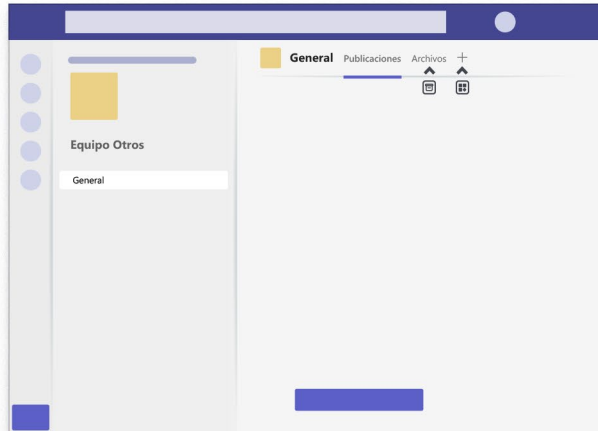 General Publicaciones Archivos +
Equipo Otros
General